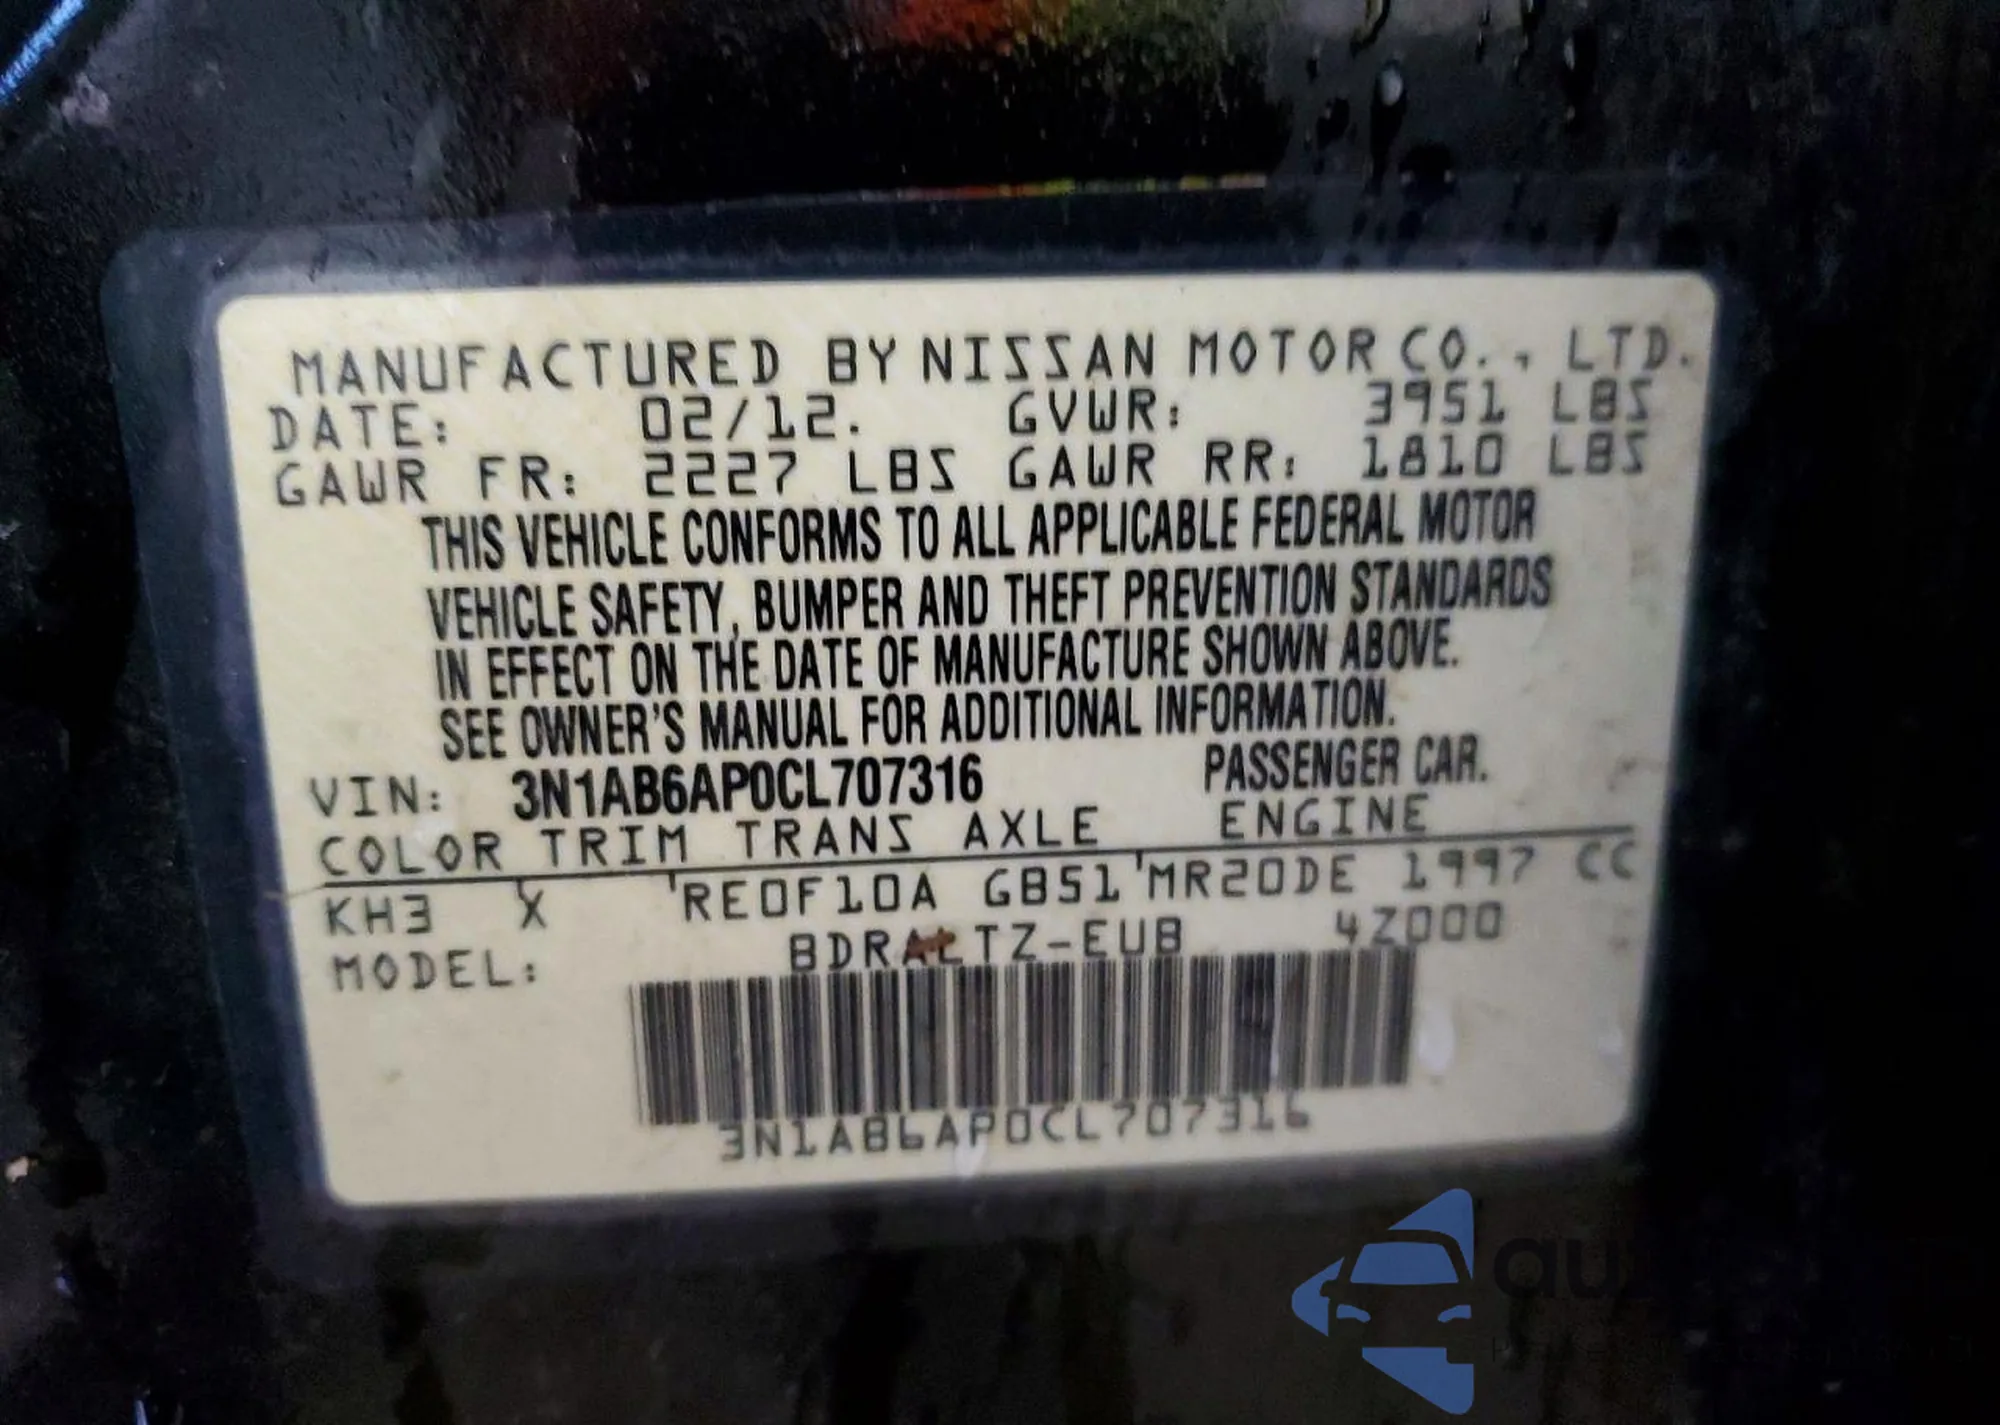 MANUFACTURED BY NISSAN MOTOR CO., LTD.
DATE: 02/12. GVWR: 3951 LBS
GAWR FR: 2227 LBS GAWR RR: 1810 LBS
THIS VEHICLE CONFORMS TO ALL APPLICABLE FEDERAL MOTOR
VEHICLE SAFETY, BUMPER AND THEFT PREVENTION STANDARDS
IN EFFECT ON THE DATE OF MANUFACTURE SHOWN ABOVE.
SEE OWNER'S MANUAL FOR ADDITIONAL INFORMATION.
VIN: 3N1AB6AP0CL707316 PASSENGER CAR.
COLOR TRIM TRANS AXLE ENGINE
KH3 X RE0F10A GB51 MR20DE 1997 CC
MODEL: BDRALTZ-EUB 4Z000
3N1AB6AP0CL707316